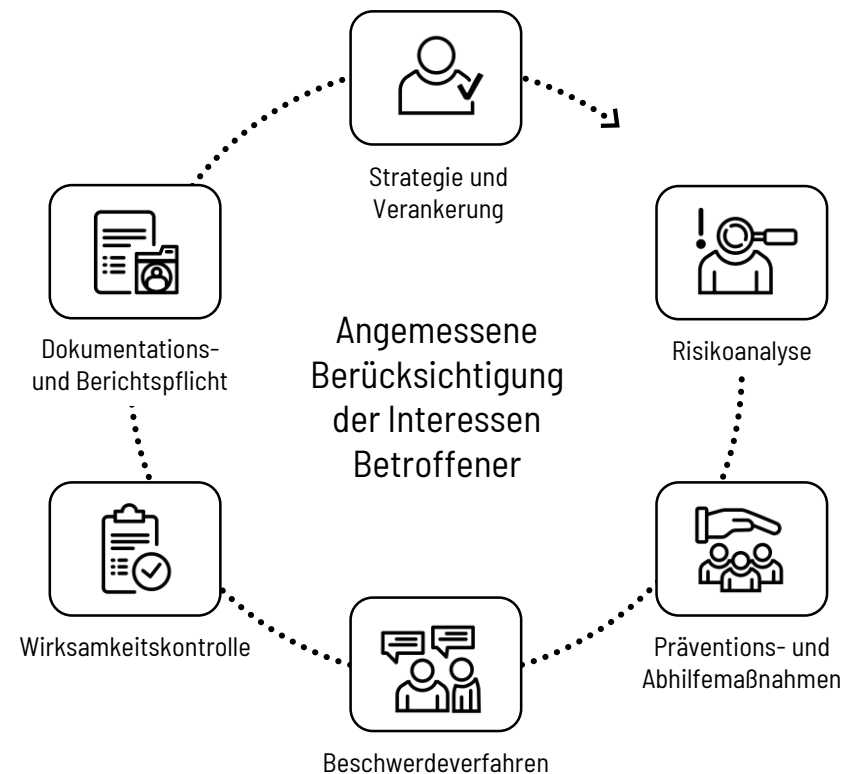 Strategie und
Verankerung
Risikoanalyse
Präventions- und
Abhilfemaßnahmen
Beschwerdeverfahren
Wirksamkeitskontrolle
Dokumentations-
und Berichtspflicht
Angemessene
Berücksichtigung
der Interessen
Betroffener